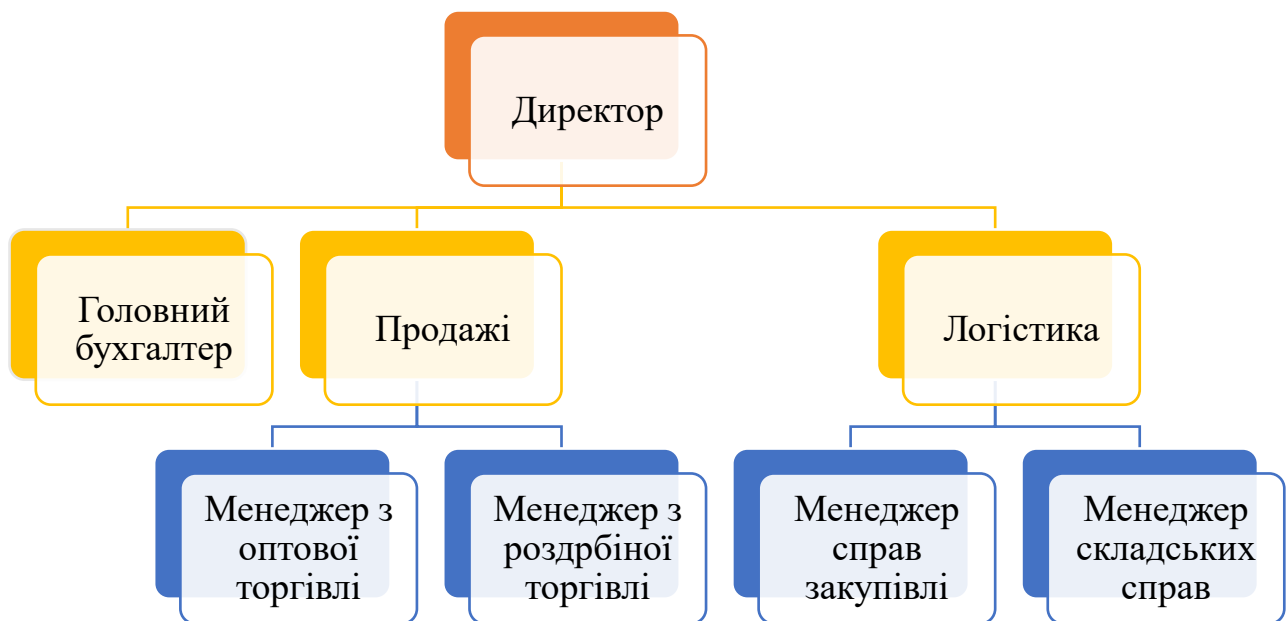 Директор
Головний
бухгалтер
Продажі
Логістика
Менеджер з
оптової
торгівлі
Менеджер з
роздрбіної
торгівлі
Менеджер
справ
закупівлі
Менеджер
складських
справ